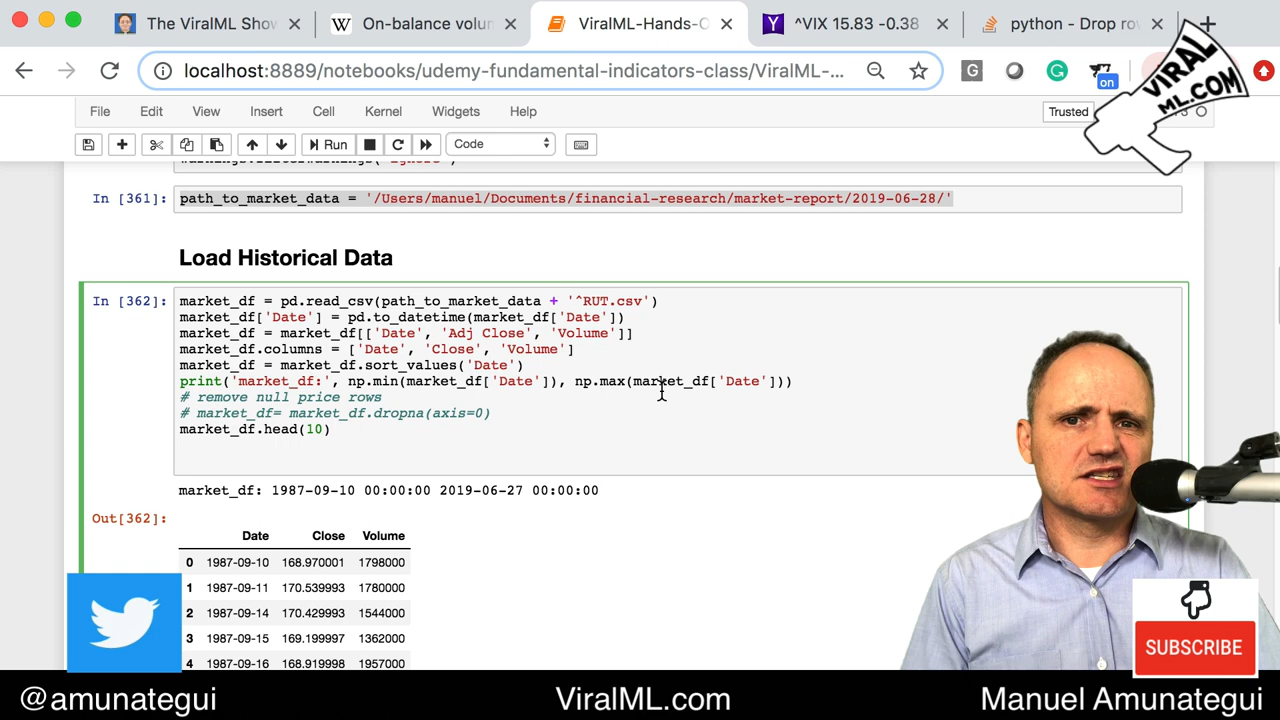 The ViralML Show
On-balance volun
ViralML-Hands-O
^VIX 15.83 -0.38
python - Drop ro
localhost:8889/notebooks/udemy-fundamental-indicators-class/ViralML-...
on
VIRAL
ML.COM
File Edit View Insert Cell Kernel Widgets Help
Trusted
Run
Code
In [361]: path_to_market_data = '/Users/manuel/Documents/financial-research/market-report/2019-06-28/'
Load Historical Data
In [362]: market_df = pd.read_csv(path_to_market_data + '^RUT.csv')
market_df['Date'] = pd.to_datetime(market_df['Date'])
market_df = market_df[['Date', 'Adj Close', 'Volume']]
market_df.columns = ['Date', 'Close', 'Volume']
market_df = market_df.sort_values('Date')
print('market_df:', np.min(market_df['Date']), np.max(market_df['Date']))
# remove null price rows
# market_df= market_df.dropna(axis=0)
market_df.head(10)
market_df: 1987-09-10 00:00:00 2019-06-27 00:00:00
Out[362]:
Date Close Volume
0 1987-09-10 168.970001 1798000
1 1987-09-11 170.539993 1780000
2 1987-09-14 170.429993 1544000
3 1987-09-15 169.199997 1362000
4 1987-09-16 168.919998 1957000
SUBSCRIBE
@amunategui ViralML.com Manuel Amunategui